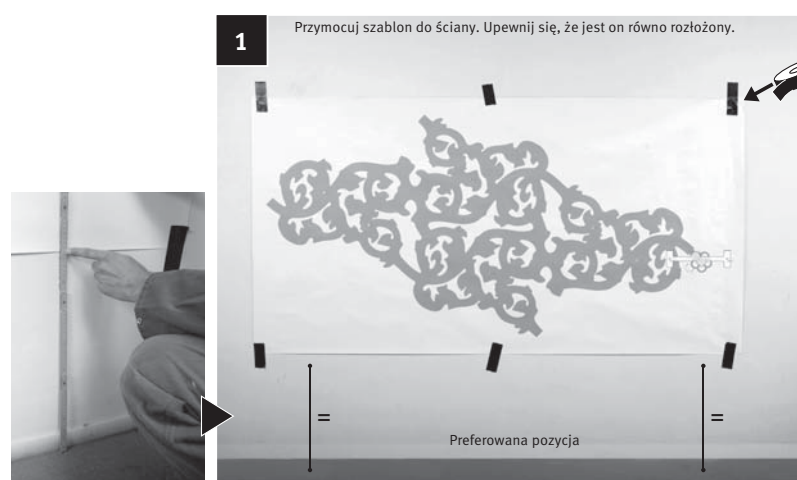 1
Przymocuj szablon do ściany. Upewnij się, że jest on równo rozłożony.
=
=
Preferowana pozycja